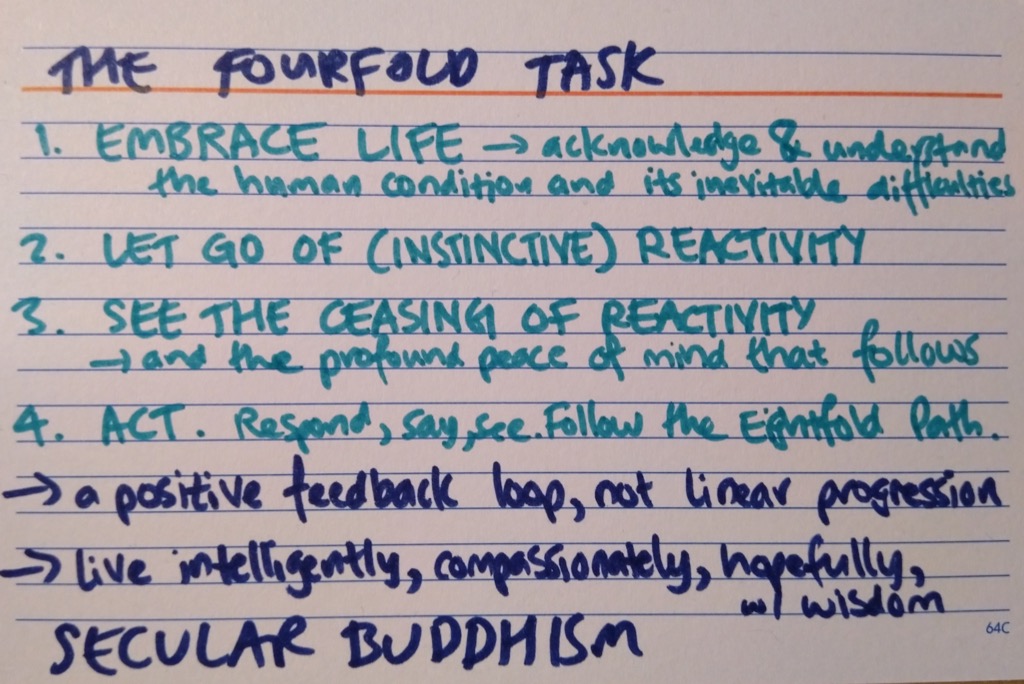 THE FOURFOLD TASK
1. EMBRACE LIFE → acknowledge & understand
the human condition and its inevitable difficulties
2. LET GO OF (INSTINCTIVE) REACTIVITY
3. SEE THE CEASING OF REACTIVITY
→ and the profound peace of mind that follows
4. ACT. Respond, say, see. Follow the Eightfold Path.
→ a positive feedback loop, not linear progression
→ live intelligently, compassionately, hopefully,
w/ wisdom
64C
SECULAR BUDDHISM